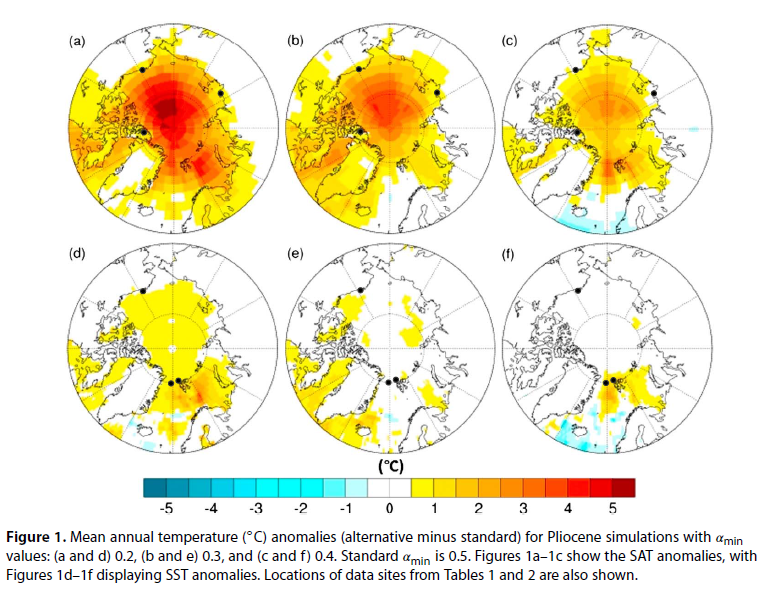 (a)
(b)
(c)
(d)
(e)
(f)
(°C)
-5 -4 -3 -2 -1 0 1 2 3 4 5
Figure 1. Mean annual temperature (°C) anomalies (alternative minus standard) for Pliocene simulations with αmin
values: (a and d) 0.2, (b and e) 0.3, and (c and f) 0.4. Standard αmin is 0.5. Figures 1a–1c show the SAT anomalies, with
Figures 1d–1f displaying SST anomalies. Locations of data sites from Tables 1 and 2 are also shown.